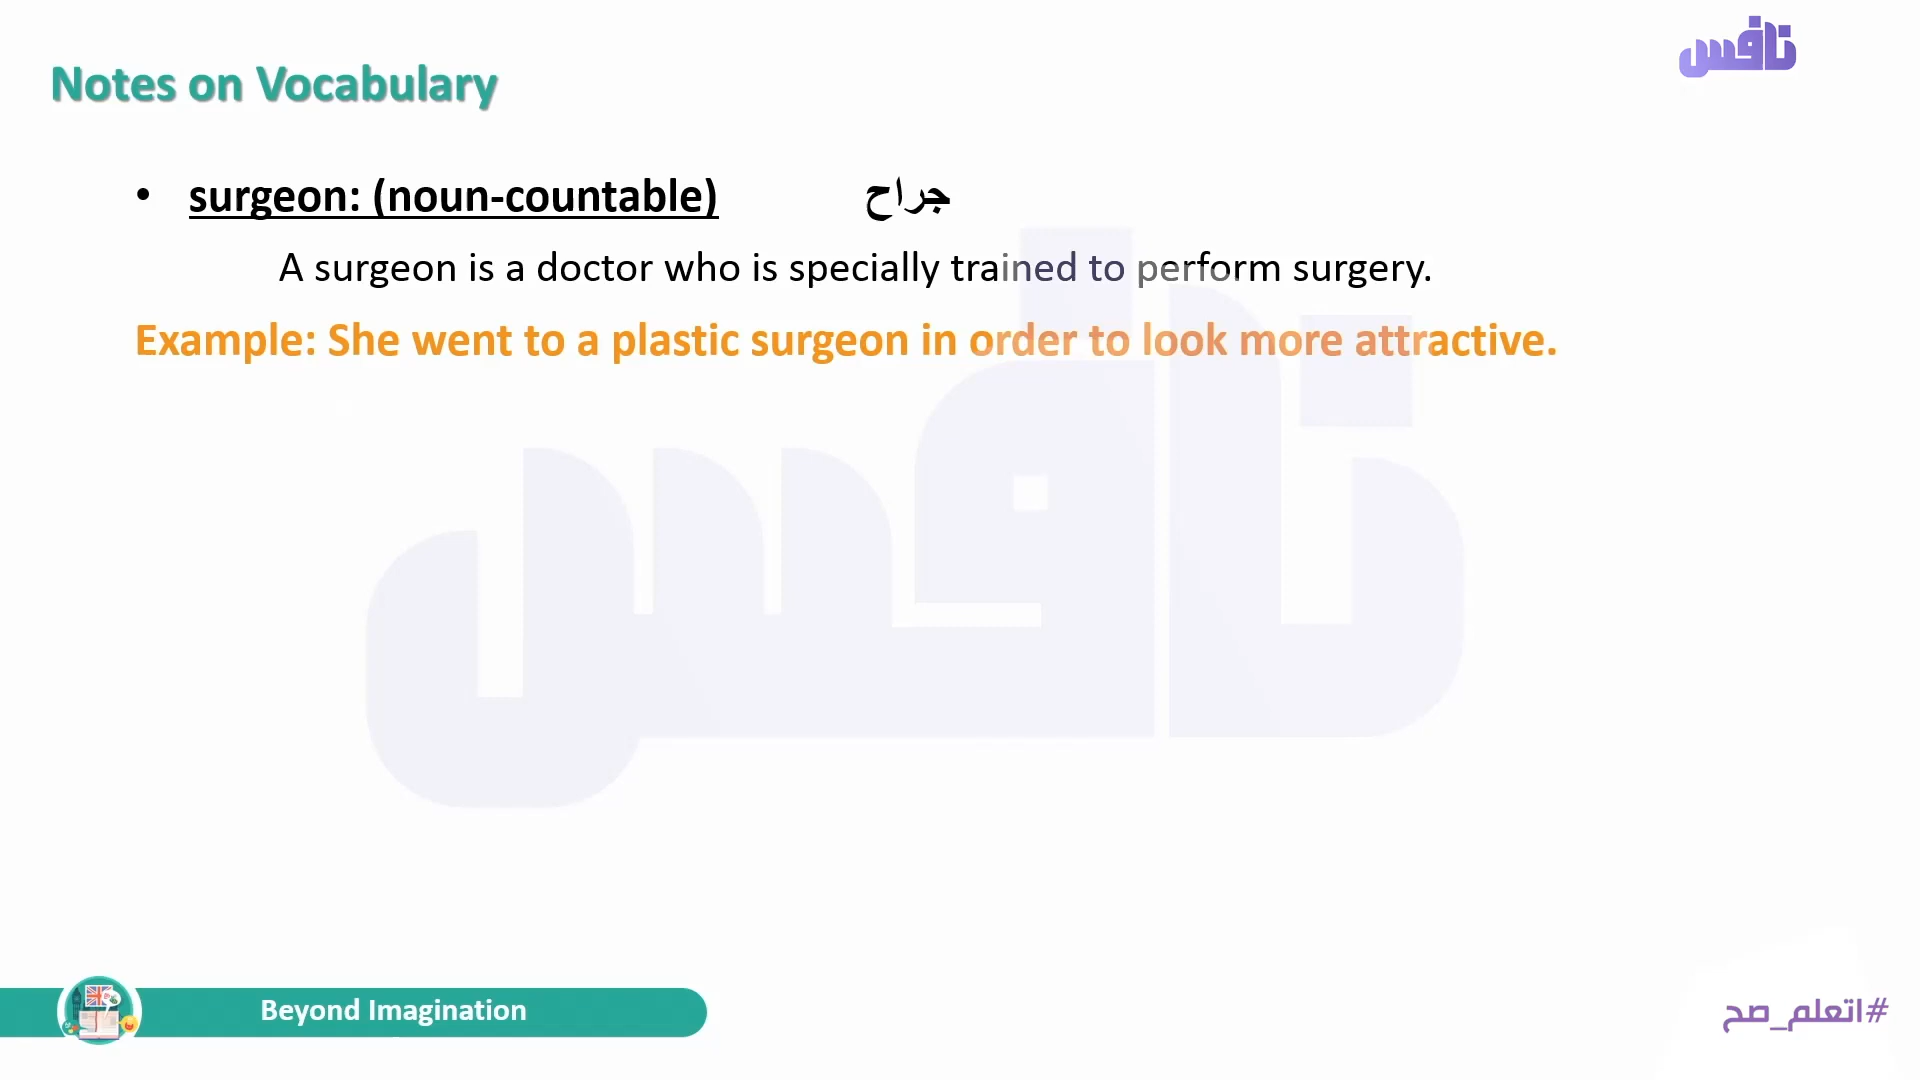 نافس
Notes on Vocabulary
• surgeon: (noun-countable) جراح
A surgeon is a doctor who is specially trained to perform surgery.
Example: She went to a plastic surgeon in order to look more attractive.
نافس
Beyond Imagination
#اتعلم_صح